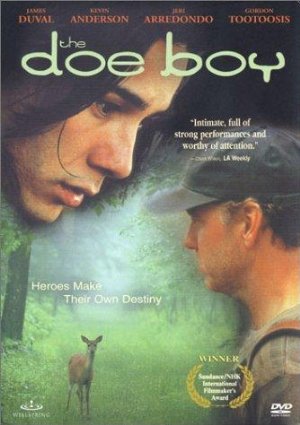 JAMES DUVAL
KEVIN ANDERSON
JERI ARREDONDO
GORDON TOOTOOSIS
the
doe boy
"Intimate, full of
strong performances and
worthy of attention."
LA Weekly
Heroes Make
Their Own Destiny
WINNER
Sundance/NHK
International
Filmmaker's
Award
WELLSPRING
DVD